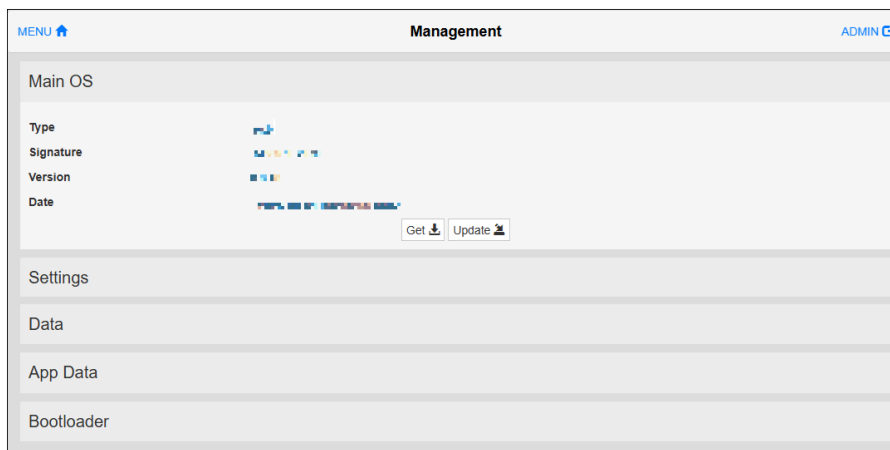 MENU Management ADMIN
Main OS
Type
Signature
Version
Date
Get Update
Settings
Data
App Data
Bootloader